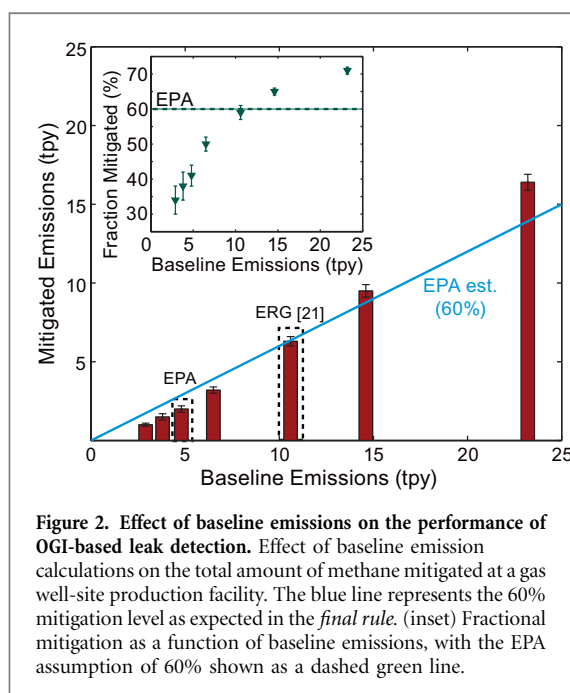 25
20
15
10
5
Mitigated Emissions (tpy)
70
60
50
40
30
Fraction Mitigated (%)
EPA
0 5 10 15 20 25
Baseline Emissions (tpy)
EPA est.
(60%)
ERG [21]
EPA
0 5 10 15 20 25
Baseline Emissions (tpy)
Figure 2. Effect of baseline emissions on the performance of
OGI-based leak detection. Effect of baseline emission
calculations on the total amount of methane mitigated at a gas
well-site production facility. The blue line represents the 60%
mitigation level as expected in the final rule. (inset) Fractional
mitigation as a function of baseline emissions, with the EPA
assumption of 60% shown as a dashed green line.